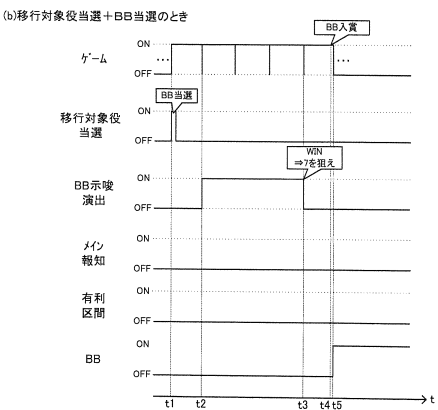 (b)移行対象役当選+BB当選のとき
BB入賞
ON
ｹﾞｰﾑ
… …
OFF
BB当選
ON
移行対象役
当選
OFF
WIN
⇒7を狙え
ON
BB示唆
演出
OFF
ON
ﾒｲﾝ
報知
OFF
ON
有利
区間
OFF
ON
BB
OFF
t1 t2 t3 t4 t5 t